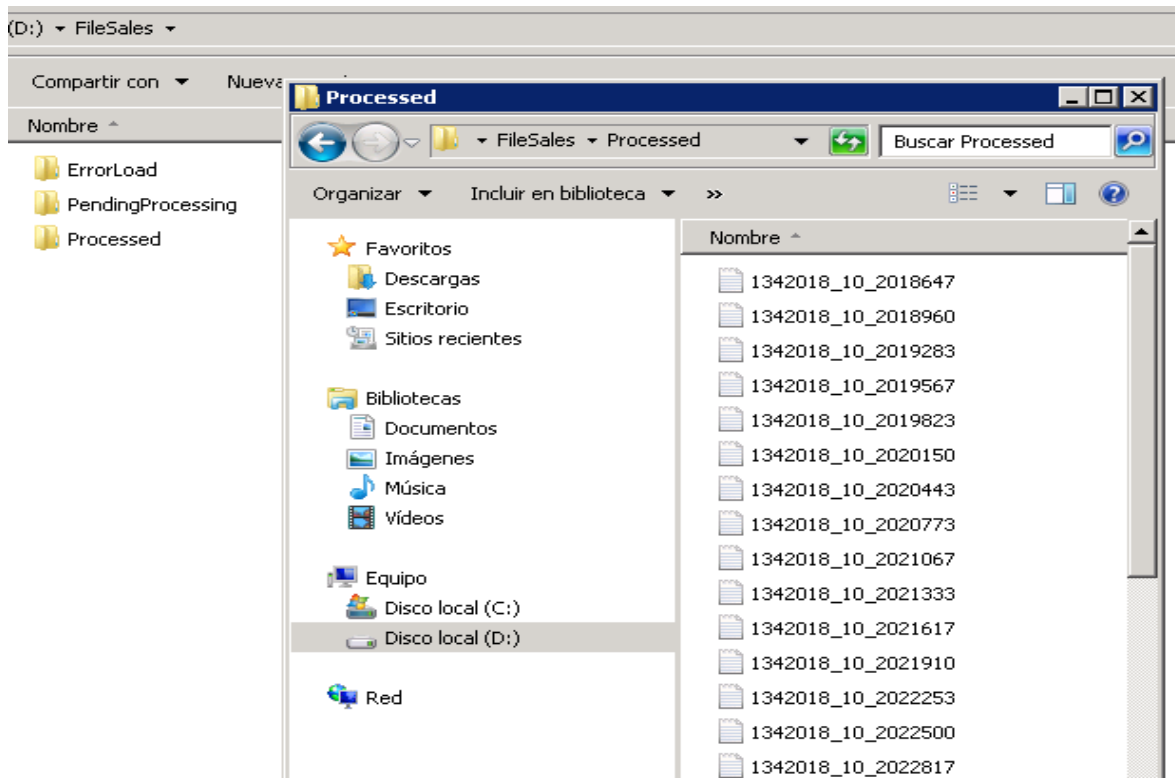 (D:) FileSales
Compartir con
Nombre
ErrorLoad
PendingProcessing
Processed
Processed
FileSales Processed
Buscar Processed
Organizar Incluir en biblioteca »
Favoritos
Descargas
Escritorio
Sitios recientes
Bibliotecas
Documentos
Imágenes
Música
Vídeos
Equipo
Disco local (C:)
Disco local (D:)
Red
Nombre
1342018_10_2018647
1342018_10_2018960
1342018_10_2019283
1342018_10_2019567
1342018_10_2019823
1342018_10_2020150
1342018_10_2020443
1342018_10_2020773
1342018_10_2021067
1342018_10_2021333
1342018_10_2021617
1342018_10_2021910
1342018_10_2022253
1342018_10_2022500
1342018_10_2022817